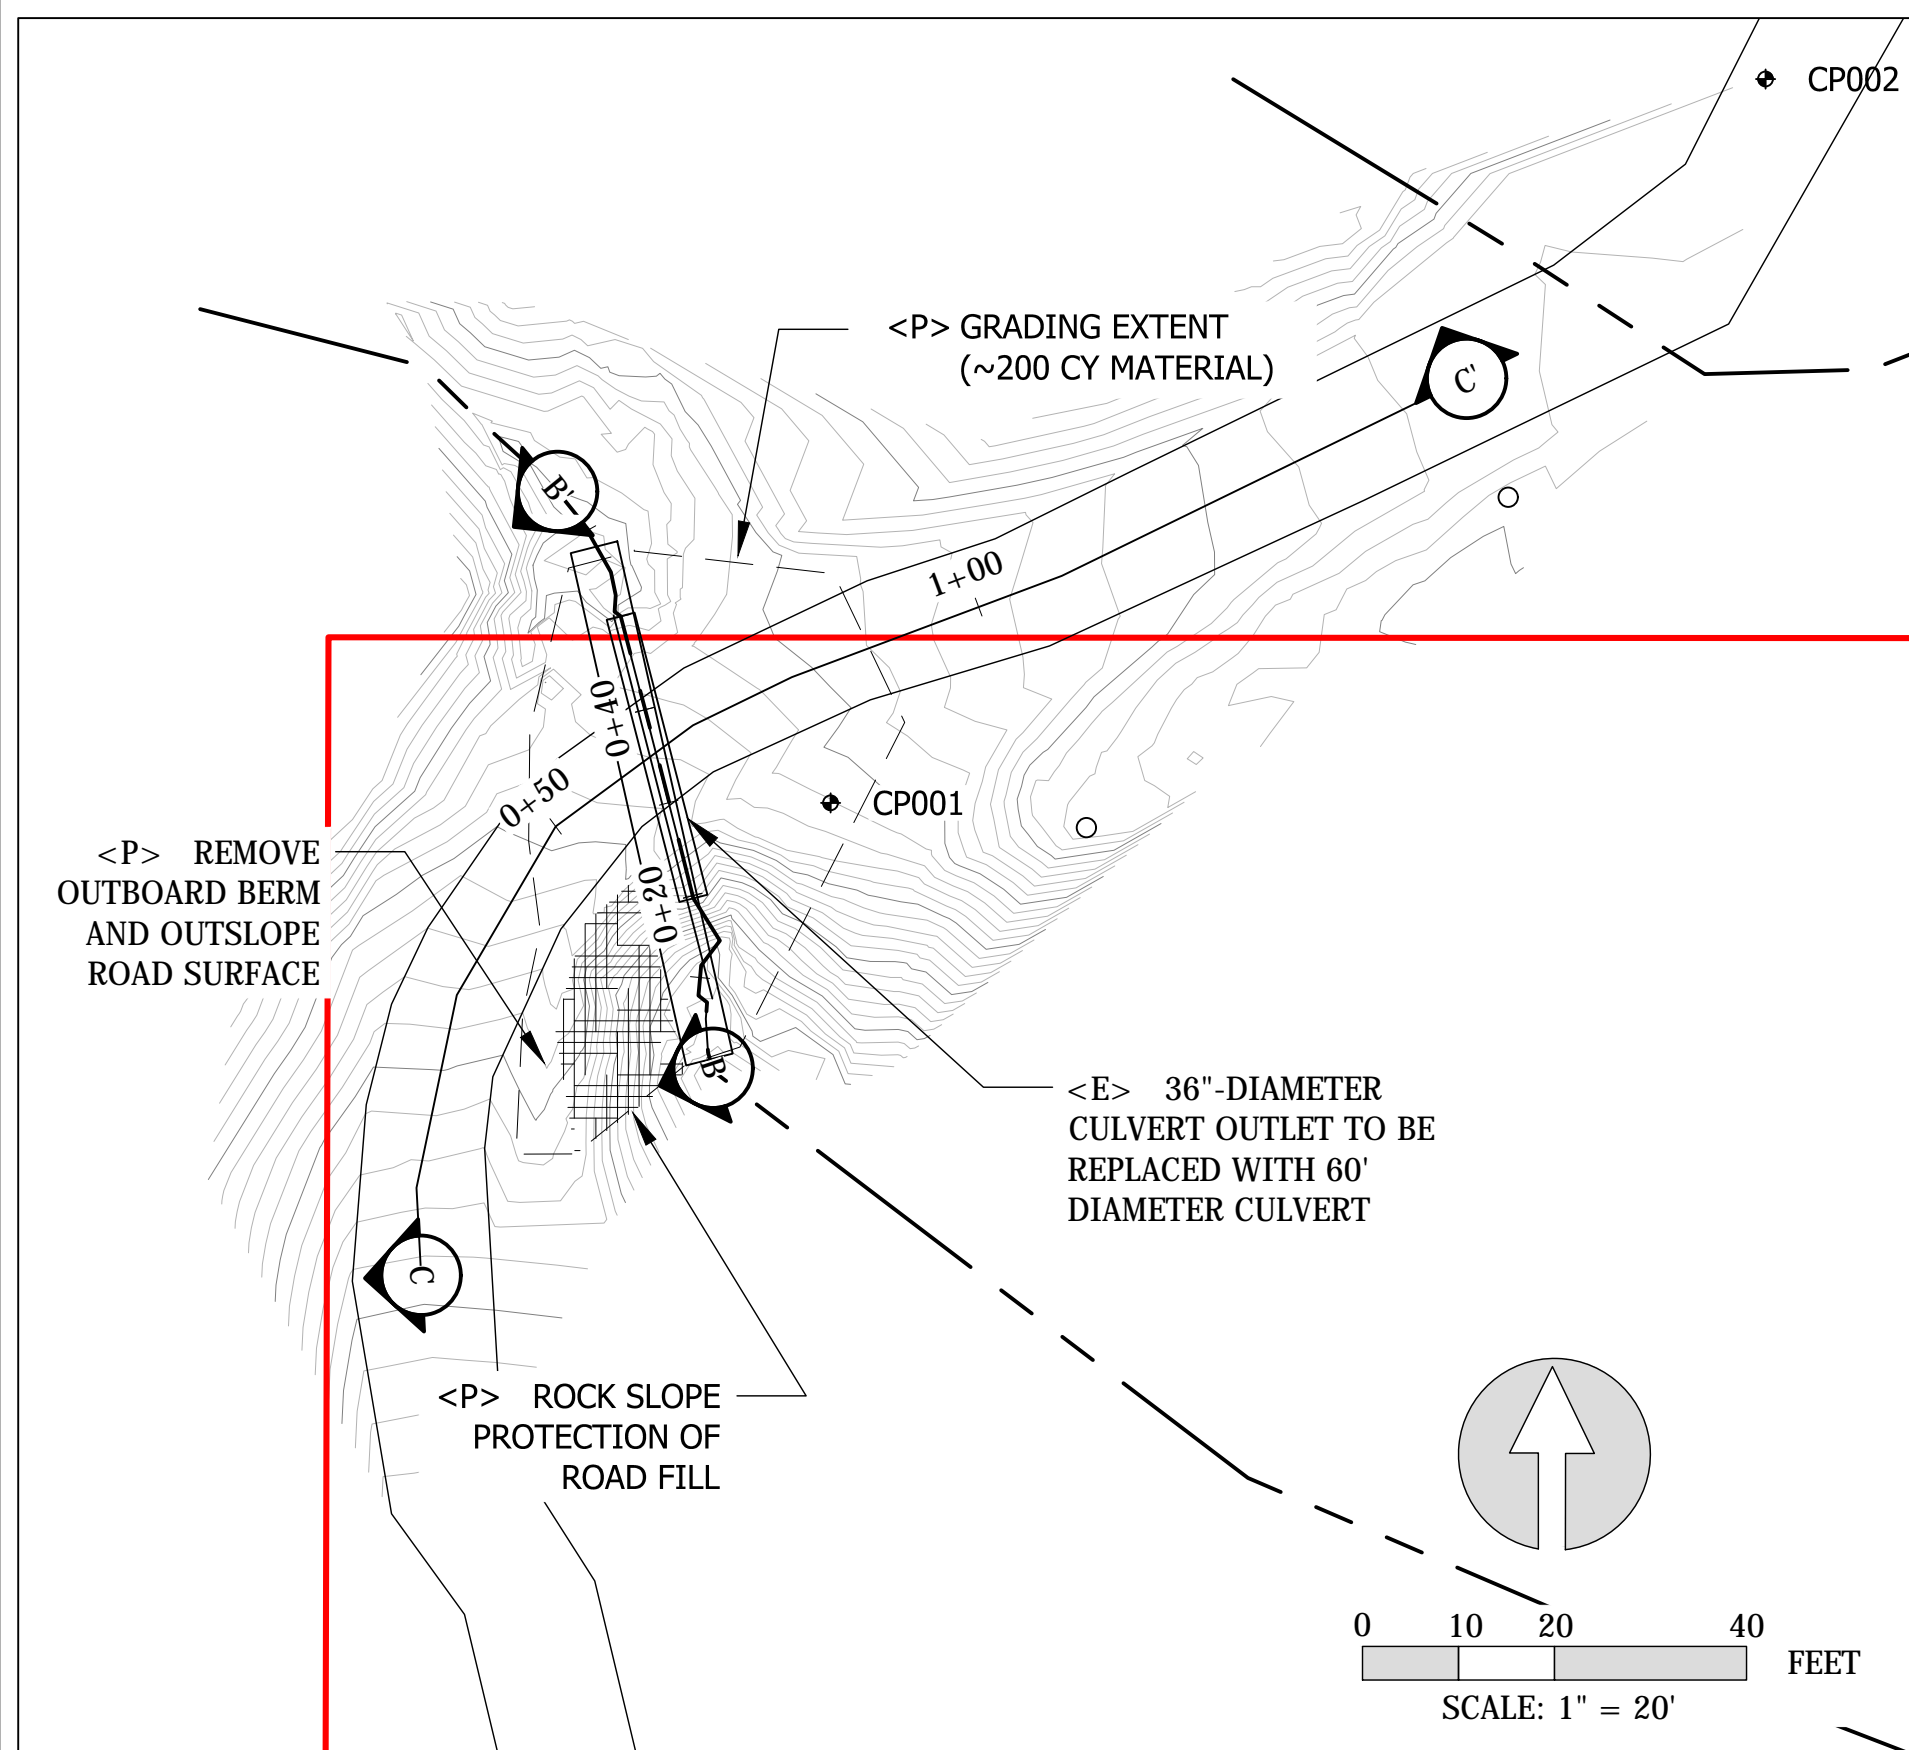 CP002
<P> GRADING EXTENT
(~200 CY MATERIAL)
C'
B'
1+00
0+40
0+50
CP001
<P> REMOVE
OUTBOARD BERM
AND OUTSLOPE
ROAD SURFACE
0+20
B
<E> 36"-DIAMETER
CULVERT OUTLET TO BE
REPLACED WITH 60'
DIAMETER CULVERT
C
<P> ROCK SLOPE
PROTECTION OF
ROAD FILL
0 10 20 40
FEET
SCALE: 1" = 20'